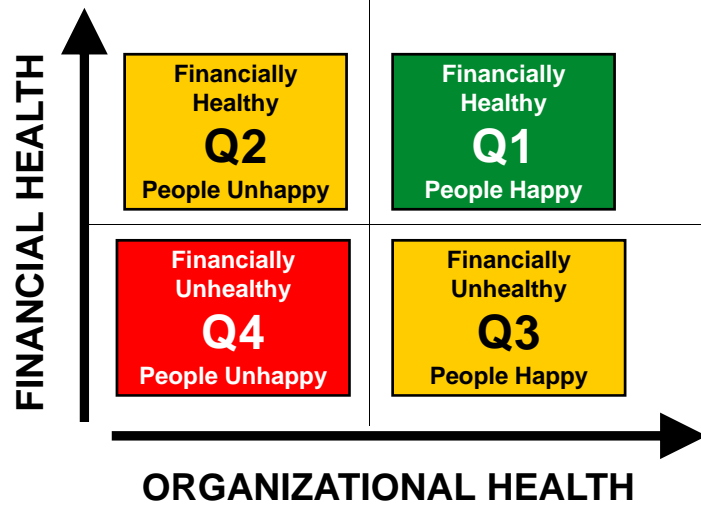 FINANCIAL HEALTH
Financially
Healthy
Q2
People Unhappy
Financially
Healthy
Q1
People Happy
Financially
Unhealthy
Q4
People Unhappy
Financially
Unhealthy
Q3
People Happy
ORGANIZATIONAL HEALTH